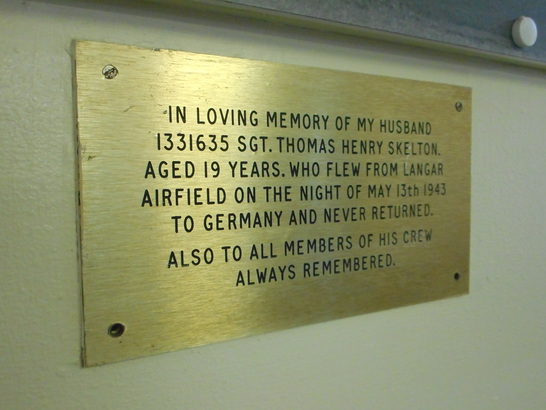 IN LOVING MEMORY OF MY HUSBAND
1331635 SGT. THOMAS HENRY SKELTON.
AGED 19 YEARS. WHO FLEW FROM LANGAR
AIRFIELD ON THE NIGHT OF MAY 13th 1943
TO GERMANY AND NEVER RETURNED.
ALSO TO ALL MEMBERS OF HIS CREW
ALWAYS REMEMBERED.